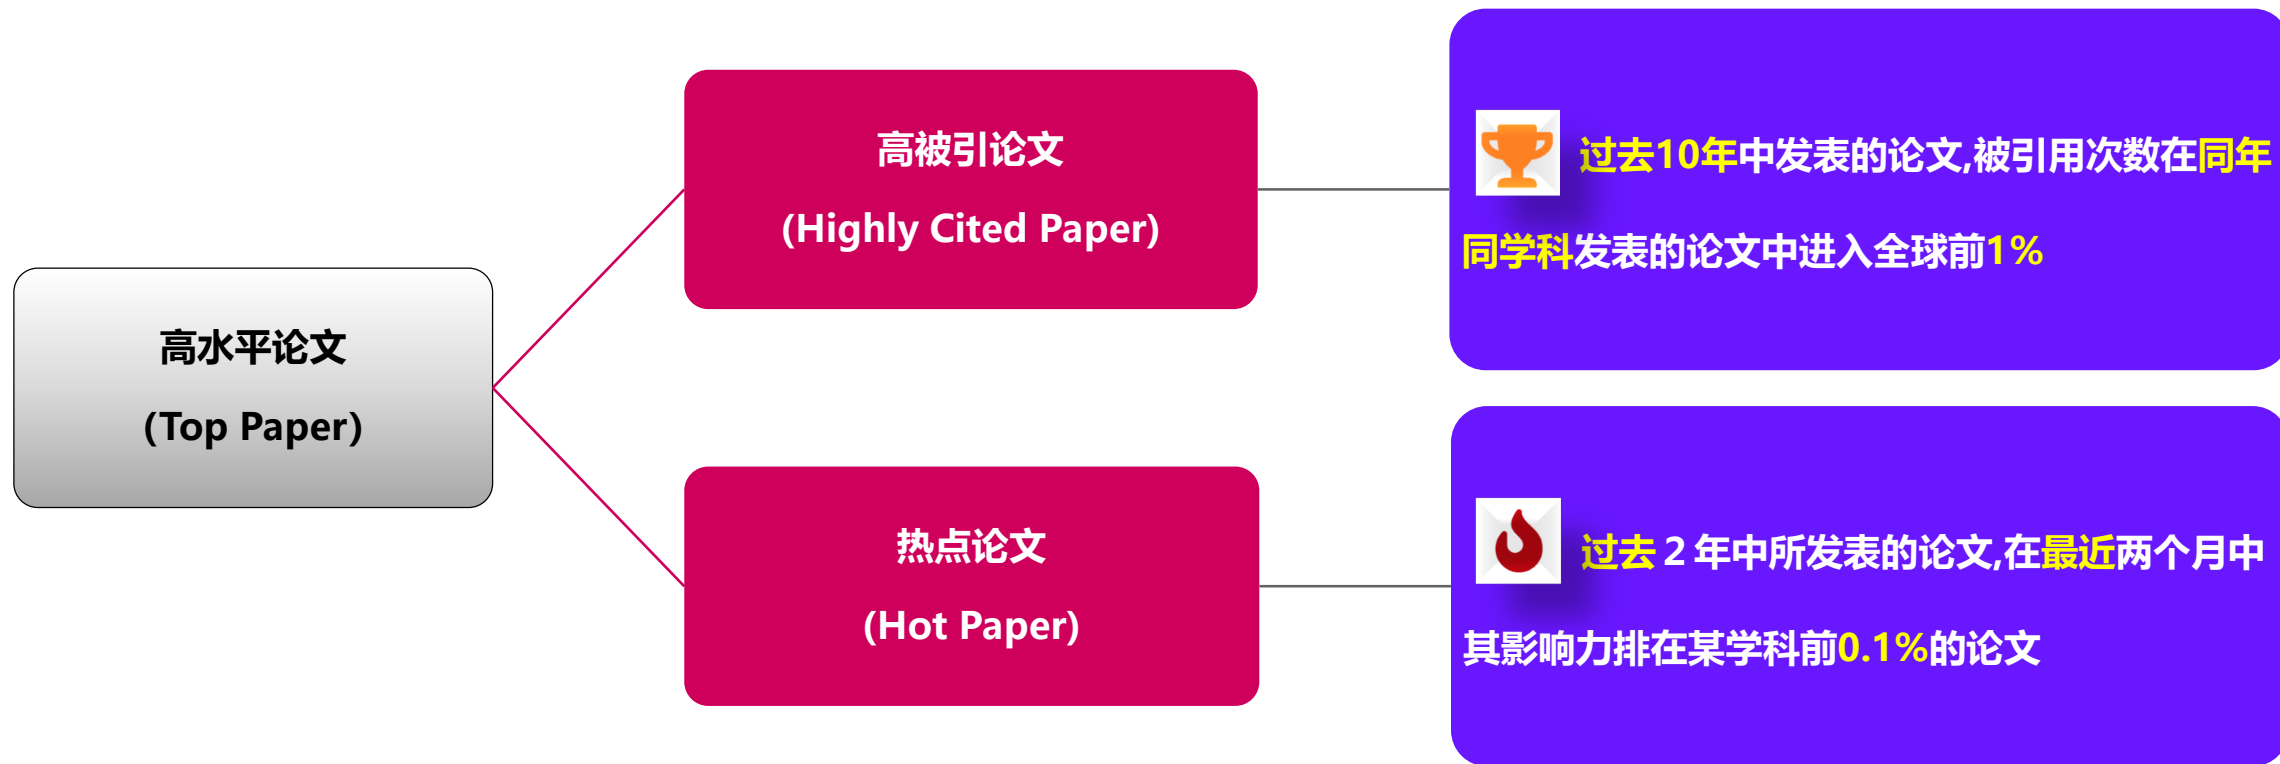 高水平论文
(Top Paper)
高被引论文
(Highly Cited Paper)
过去10年中发表的论文,被引用次数在同年
同学科发表的论文中进入全球前1%
热点论文
(Hot Paper)
过去２年中所发表的论文,在最近两个月中
其影响力排在某学科前0.1%的论文